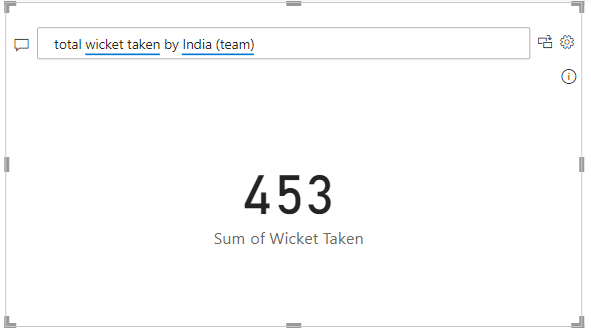 total wicket taken by India (team)
453
Sum of Wicket Taken